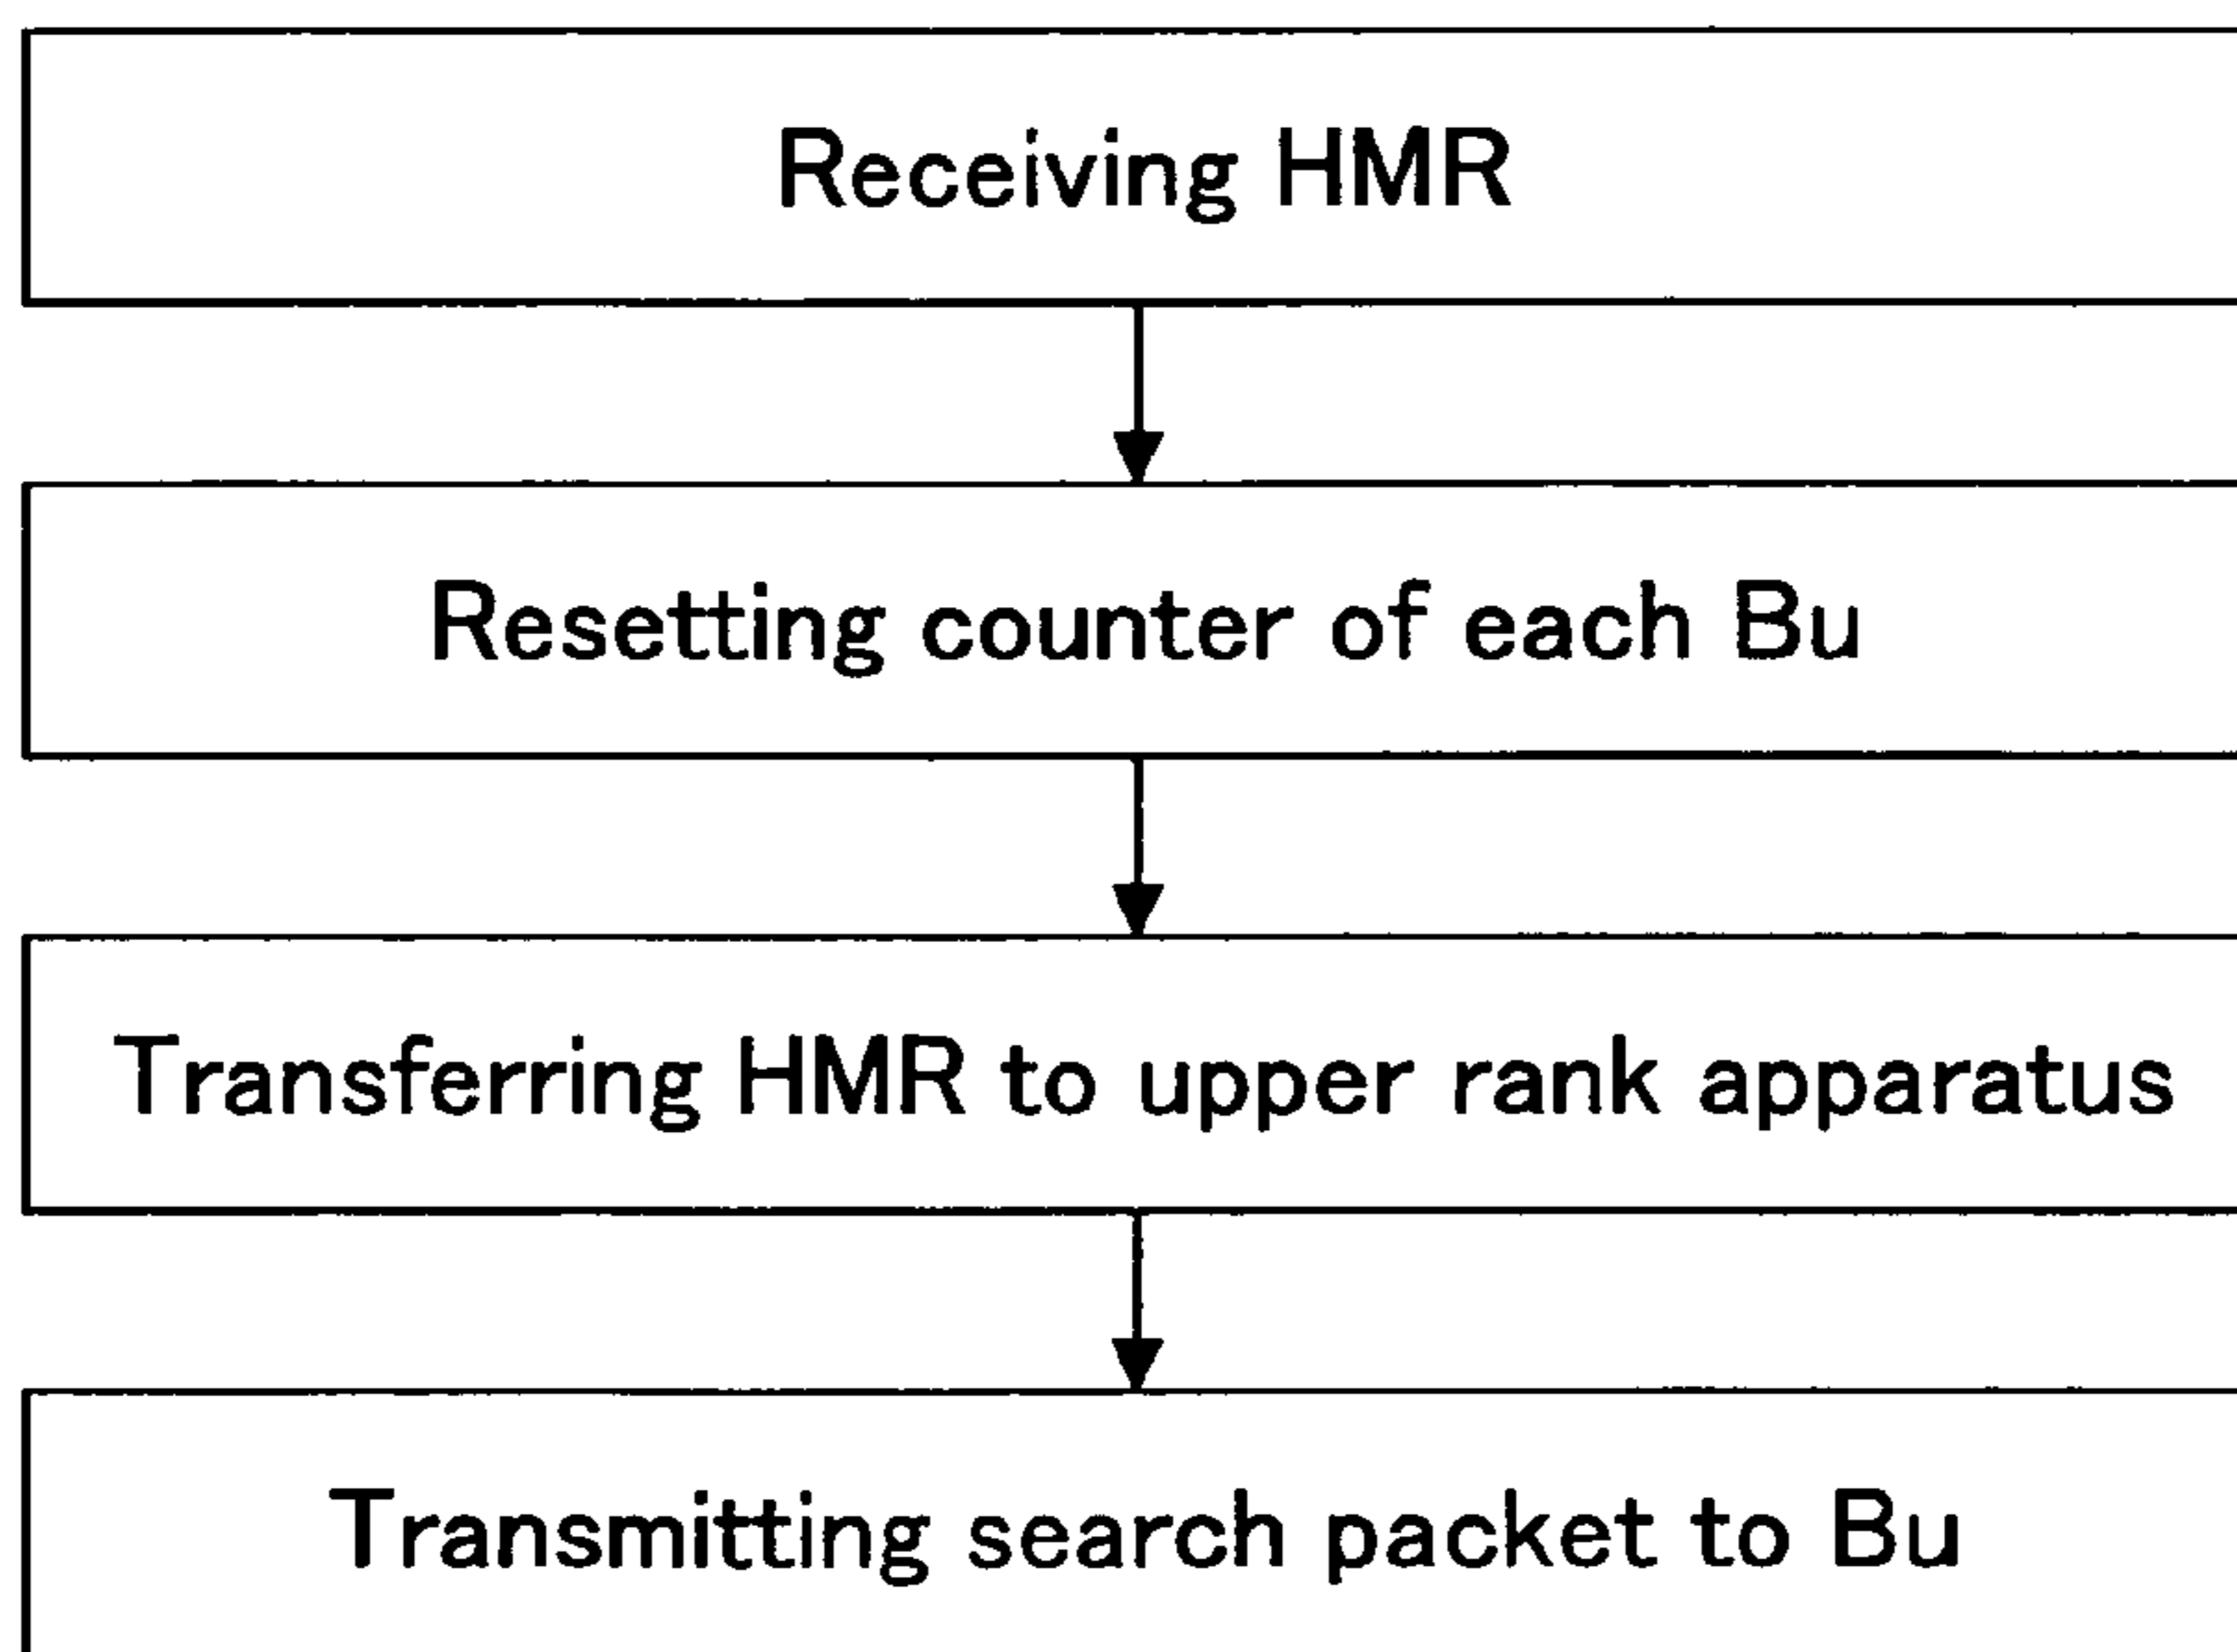 Receiving HMR
Resetting counter of each Bu
Transferring HMR to upper rank apparatus
Transmitting search packet to Bu